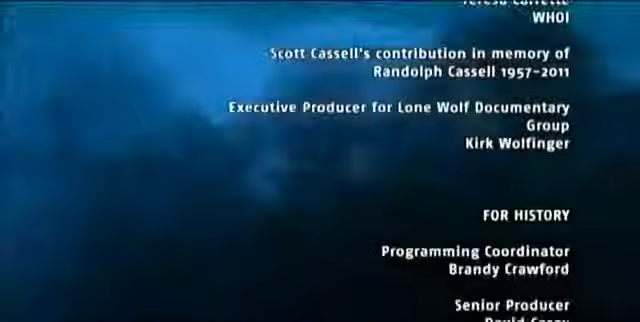 WHOI
Scott Cassell's contribution in memory of
Randolph Cassell 1957-2011
Executive Producer for Lone Wolf Documentary
Group
Kirk Wolfinger
FOR HISTORY
Programming Coordinator
Brandy Crawford
Senior Producer